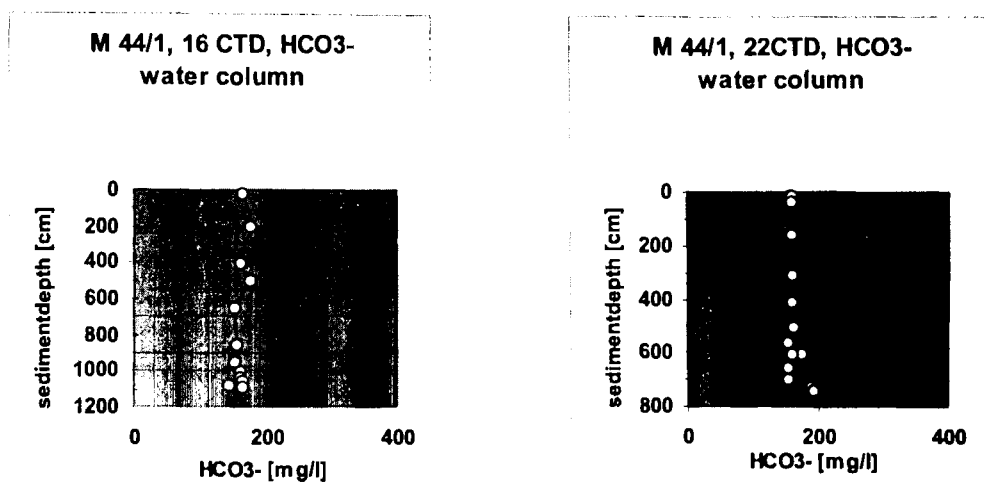 M 44/1, 16 CTD, HCO3-
water column
sedimentdepth [cm]
0
200
400
600
800
1000
1200
0
200
400
HCO3- [mg/l]
M 44/1, 22CTD, HCO3-
water column
sedimentdepth [cm]
0
200
400
600
800
0
200
400
HCO3- [mg/l]